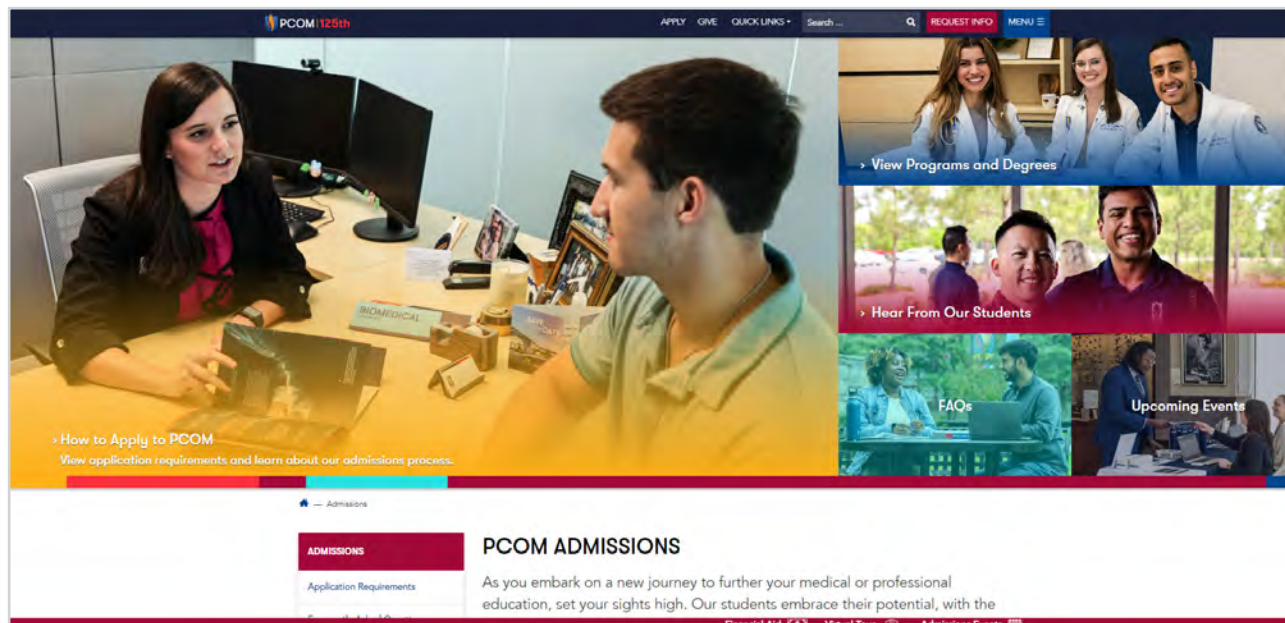 PCOM 125th
APPLY GIVE QUICK LINKS Search ... REQUEST INFO MENU
› View Programs and Degrees
› Hear From Our Students
BIOMEDICAL
SAVE
DATE
FAQs
Upcoming Events
› How to Apply to PCOM
View application requirements and learn about our admissions process.
— Admissions
ADMISSIONS
Application Requirements
PCOM ADMISSIONS
As you embark on a new journey to further your medical or professional
education, set your sights high. Our students embrace their potential, with the